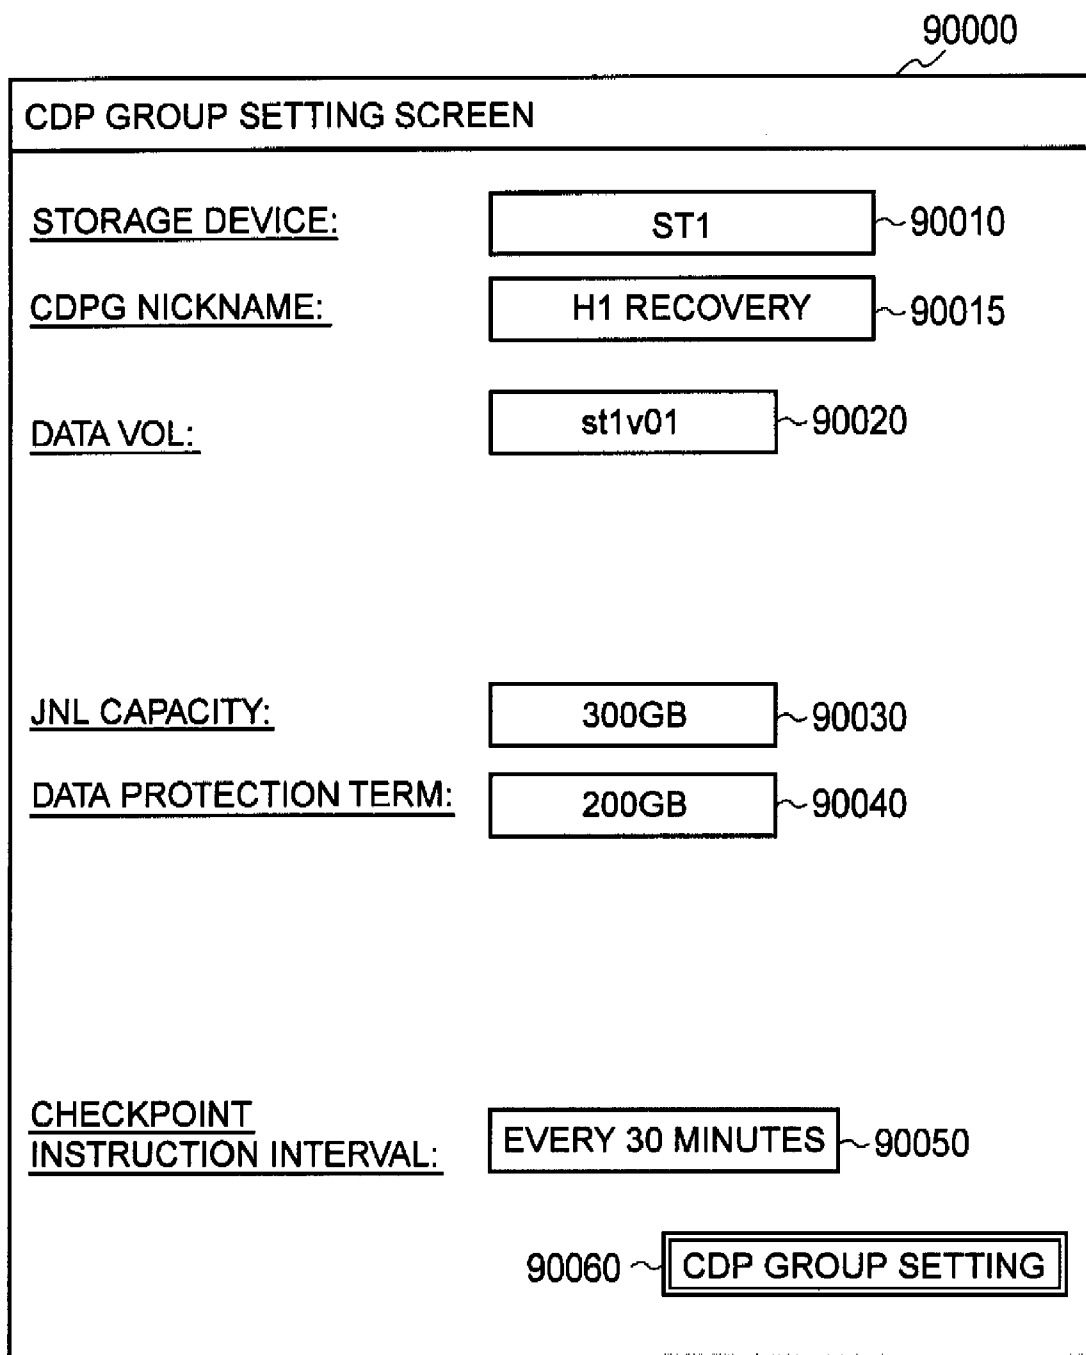 90000
CDP GROUP SETTING SCREEN
STORAGE DEVICE: ST1 90010
CDPG NICKNAME: H1 RECOVERY 90015
DATA VOL: st1v01 90020
JNL CAPACITY: 300GB 90030
DATA PROTECTION TERM: 200GB 90040
CHECKPOINT
INSTRUCTION INTERVAL: EVERY 30 MINUTES 90050
90060 CDP GROUP SETTING